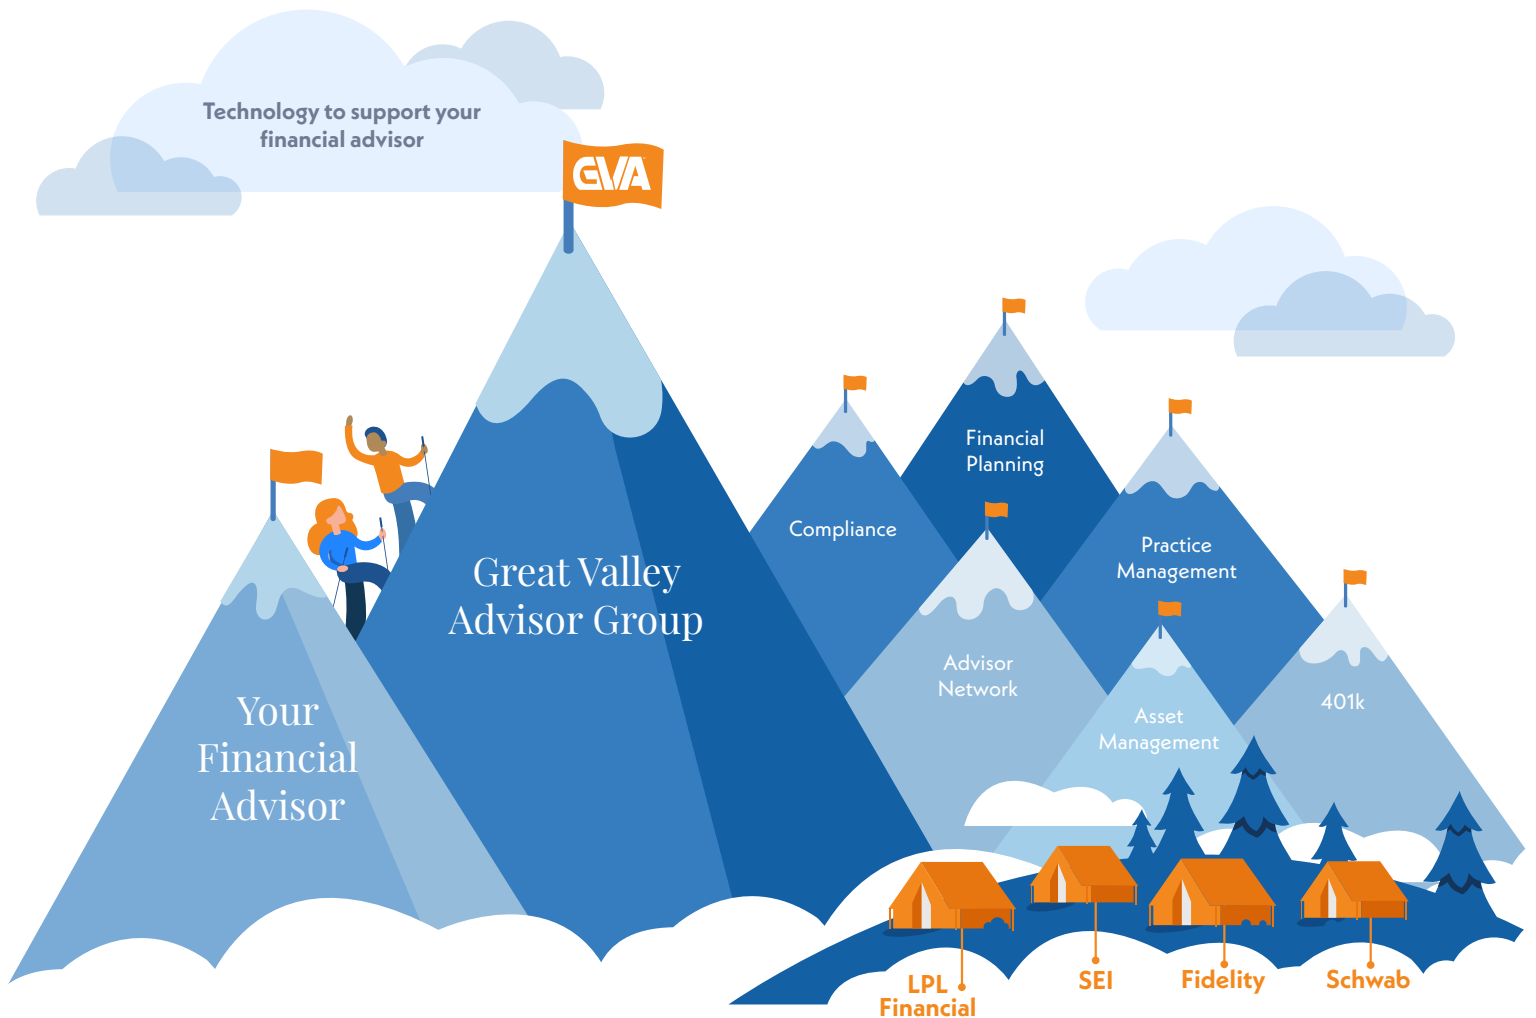 Technology to support your
financial advisor
GVA
Financial
Planning
Compliance
Practice
Management
Great Valley
Advisor Group
Advisor
Network
401k
Asset
Management
Your
Financial
Advisor
LPL
Financial
SEI
Fidelity
Schwab